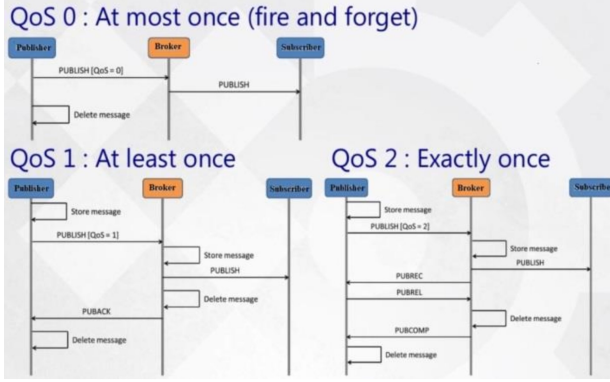 QoS 0 : At most once (fire and forget)
Publisher
Broker
Subscriber
PUBLISH [QoS = 0]
PUBLISH
Delete message
QoS 1 : At least once
Publisher
Broker
Subscriber
Store message
PUBLISH [QoS = 1]
Store message
PUBLISH
Delete message
PUBACK
Delete message
QoS 2 : Exactly once
Publisher
Broker
Subscribe
Store message
PUBLISH [QoS = 2]
Store message
PUBLISH
PUBREC
PUBREL
Delete message
PUBCOMP
Delete message